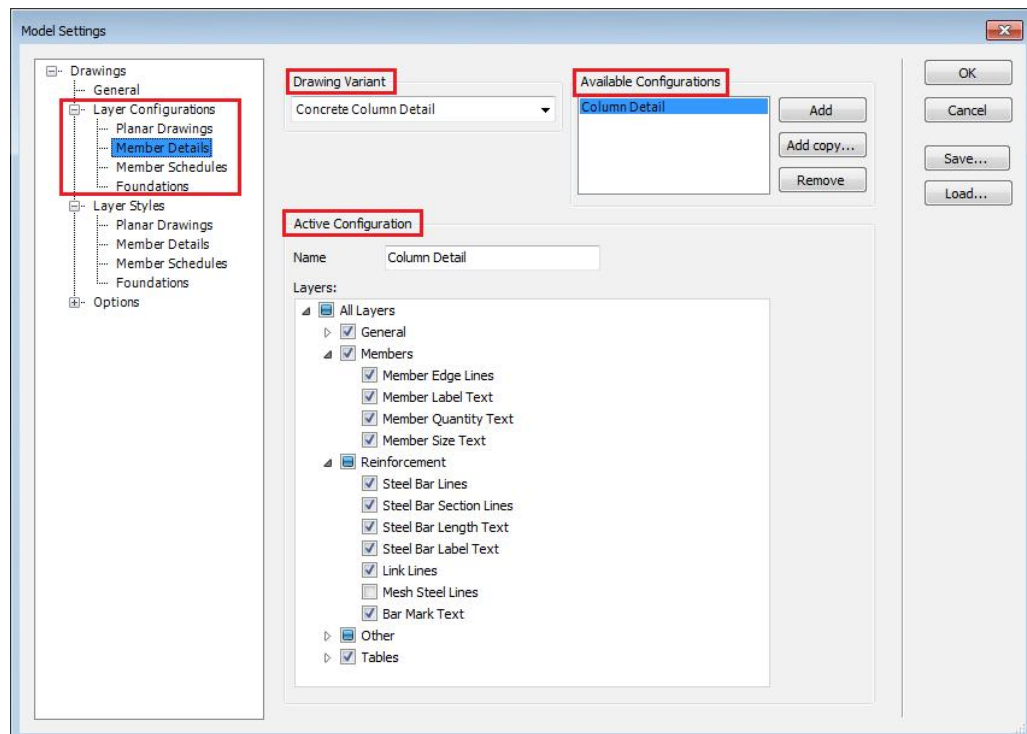 Model Settings
Drawings
General
Layer Configurations
Planar Drawings
Member Details
Member Schedules
Foundations
Layer Styles
Planar Drawings
Member Details
Member Schedules
Foundations
Options
Drawing Variant
Concrete Column Detail
Available Configurations
Column Detail
Add
Add copy...
Remove
OK
Cancel
Save...
Load...
Active Configuration
Name Column Detail
Layers:
All Layers
General
Members
Member Edge Lines
Member Label Text
Member Quantity Text
Member Size Text
Reinforcement
Steel Bar Lines
Steel Bar Section Lines
Steel Bar Length Text
Steel Bar Label Text
Link Lines
Mesh Steel Lines
Bar Mark Text
Other
Tables